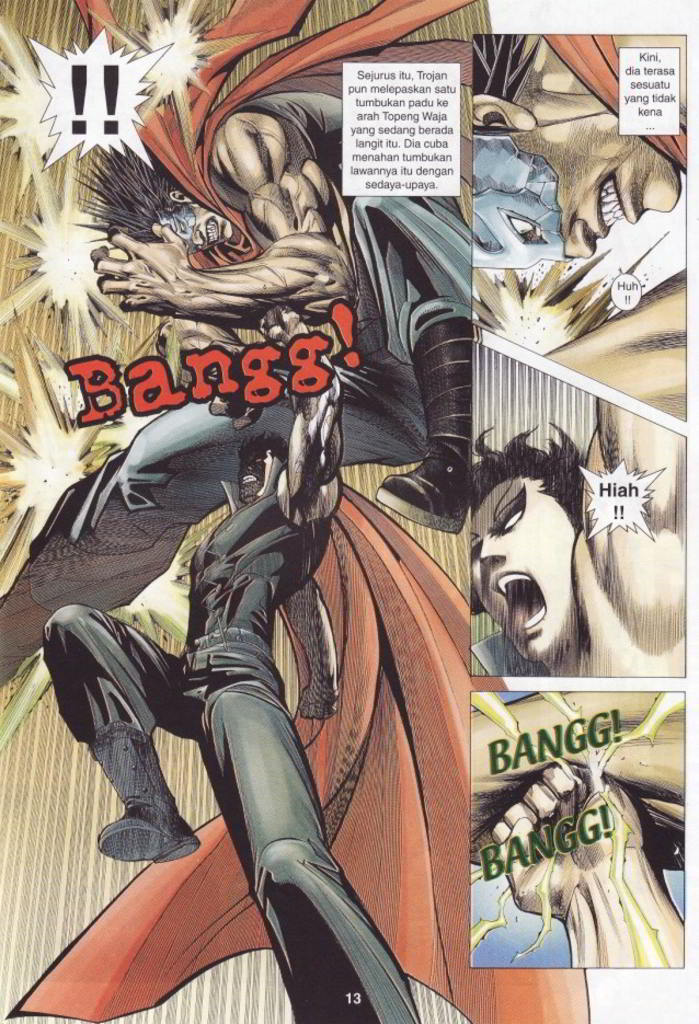 !!
Sejurus itu, Trojan
pun melepaskan satu
tumbukan padu ke
arah Topeng Waja
yang sedang berada
langit itu. Dia cuba
menahan tumbukan
lawannya itu dengan
sedaya-upaya.
Bangg!
Kini,
dia terasa
sesuatu
yang tidak
kena
...
Huh
!!
Hiah
!!
BANGG!
BANGG!
13